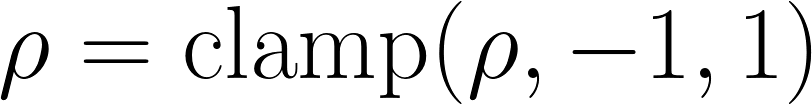 ρ = clamp(ρ, −1, 1)